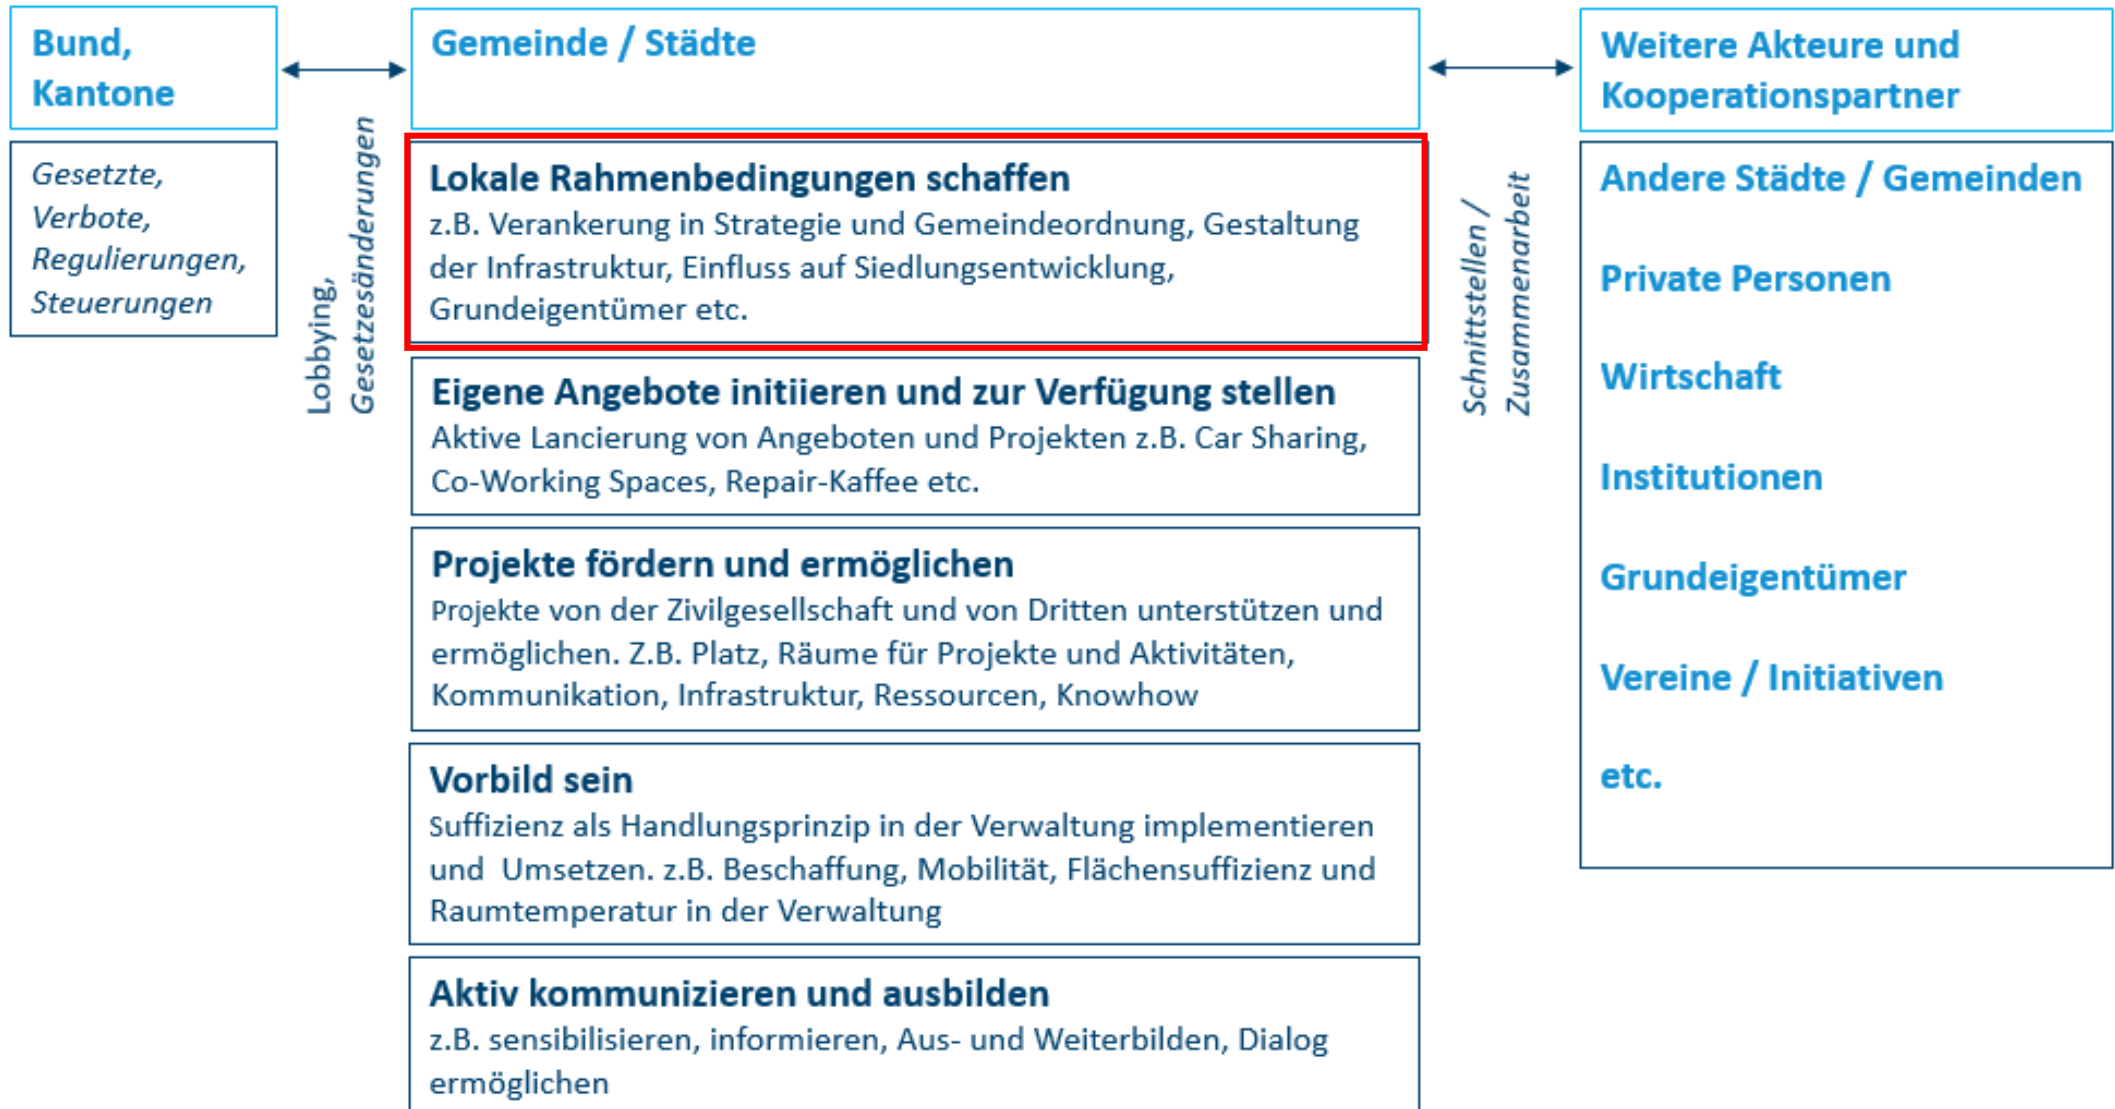 Bund,
Kantone
Gesetzte,
Verbote,
Regulierungen,
Steuerungen
Lobbying,
Gesetzesänderungen
Gemeinde / Städte
Lokale Rahmenbedingungen schaffen
z.B. Verankerung in Strategie und Gemeindeordnung, Gestaltung
der Infrastruktur, Einfluss auf Siedlungsentwicklung,
Grundeigentümer etc.
Eigene Angebote initiieren und zur Verfügung stellen
Aktive Lancierung von Angeboten und Projekten z.B. Car Sharing,
Co-Working Spaces, Repair-Kaffee etc.
Projekte fördern und ermöglichen
Projekte von der Zivilgesellschaft und von Dritten unterstützen und
ermöglichen. Z.B. Platz, Räume für Projekte und Aktivitäten,
Kommunikation, Infrastruktur, Ressourcen, Knowhow
Vorbild sein
Suffizienz als Handlungsprinzip in der Verwaltung implementieren
und  Umsetzen. z.B. Beschaffung, Mobilität, Flächensuffizienz und
Raumtemperatur in der Verwaltung
Aktiv kommunizieren und ausbilden
z.B. sensibilisieren, informieren, Aus- und Weiterbilden, Dialog
ermöglichen
Schnittstellen /
Zusammenarbeit
Weitere Akteure und
Kooperationspartner
Andere Städte / Gemeinden
Private Personen
Wirtschaft
Institutionen
Grundeigentümer
Vereine / Initiativen
etc.